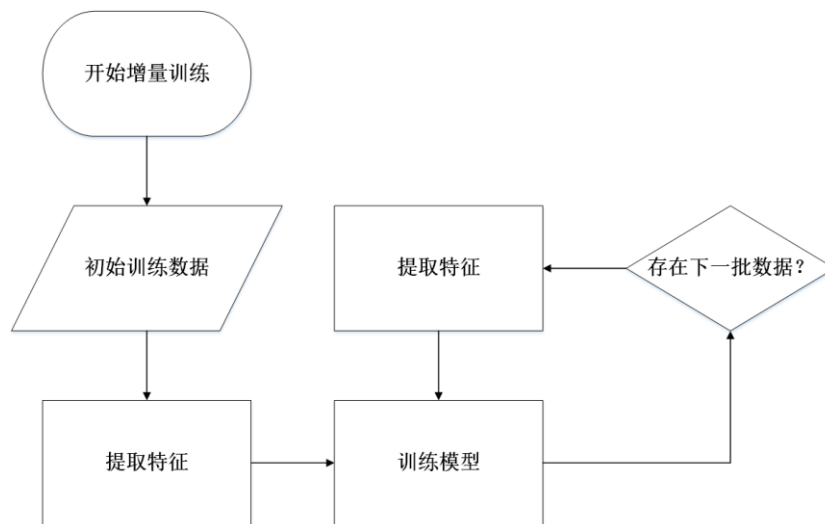 开始增量训练
初始训练数据
提取特征
存在下一批数据？
提取特征
训练模型